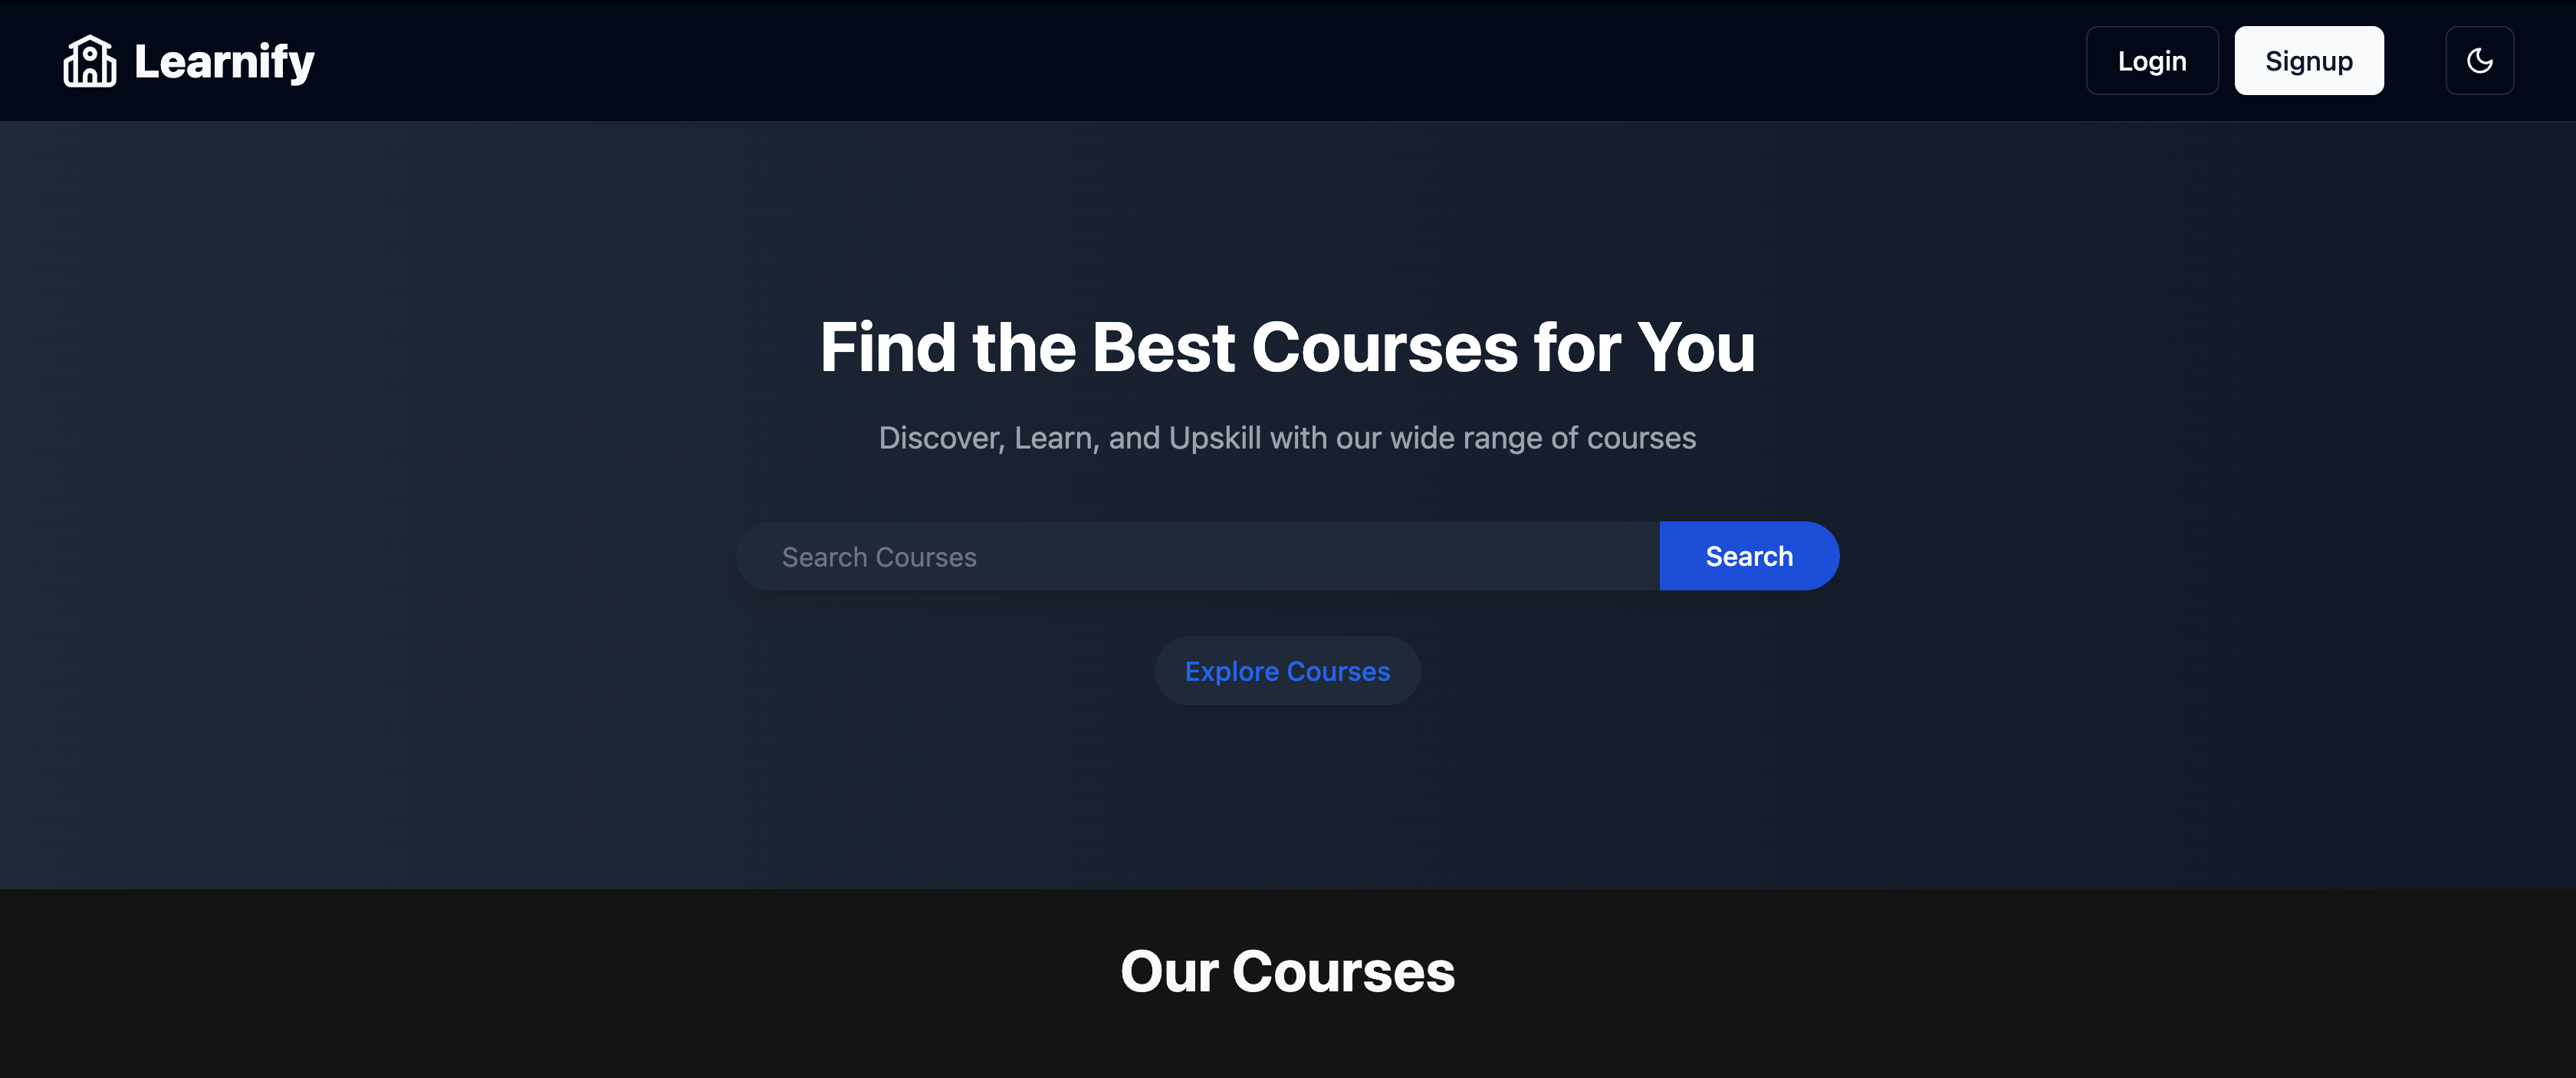 Learnify
Login
Signup
Find the Best Courses for You
Discover, Learn, and Upskill with our wide range of courses
Search Courses
Search
Explore Courses
Our Courses